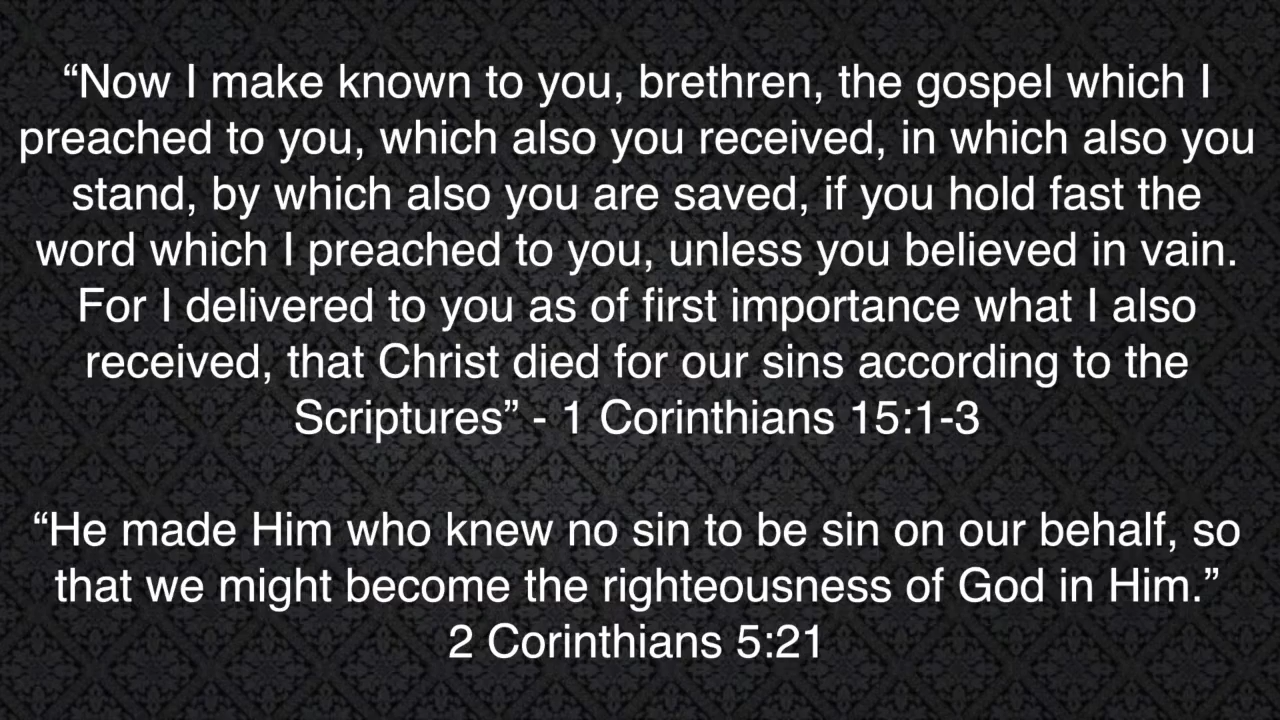 “Now I make known to you, brethren, the gospel which I
preached to you, which also you received, in which also you
stand, by which also you are saved, if you hold fast the
word which I preached to you, unless you believed in vain.
For I delivered to you as of first importance what I also
received, that Christ died for our sins according to the
Scriptures” - 1 Corinthians 15:1-3
“He made Him who knew no sin to be sin on our behalf, so
that we might become the righteousness of God in Him.”
2 Corinthians 5:21